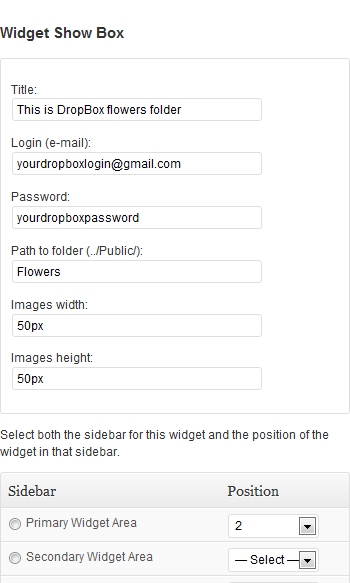 Widget Show Box
Title:
This is DropBox flowers folder
Login (e-mail):
yourdropboxlogin@gmail.com
Password:
yourdropboxpassword
Path to folder (../Public/):
Flowers
Images width:
50px
Images height:
50px
Select both the sidebar for this widget and the position of the
widget in that sidebar.
Sidebar Position
Primary Widget Area 2
Secondary Widget Area — Select —